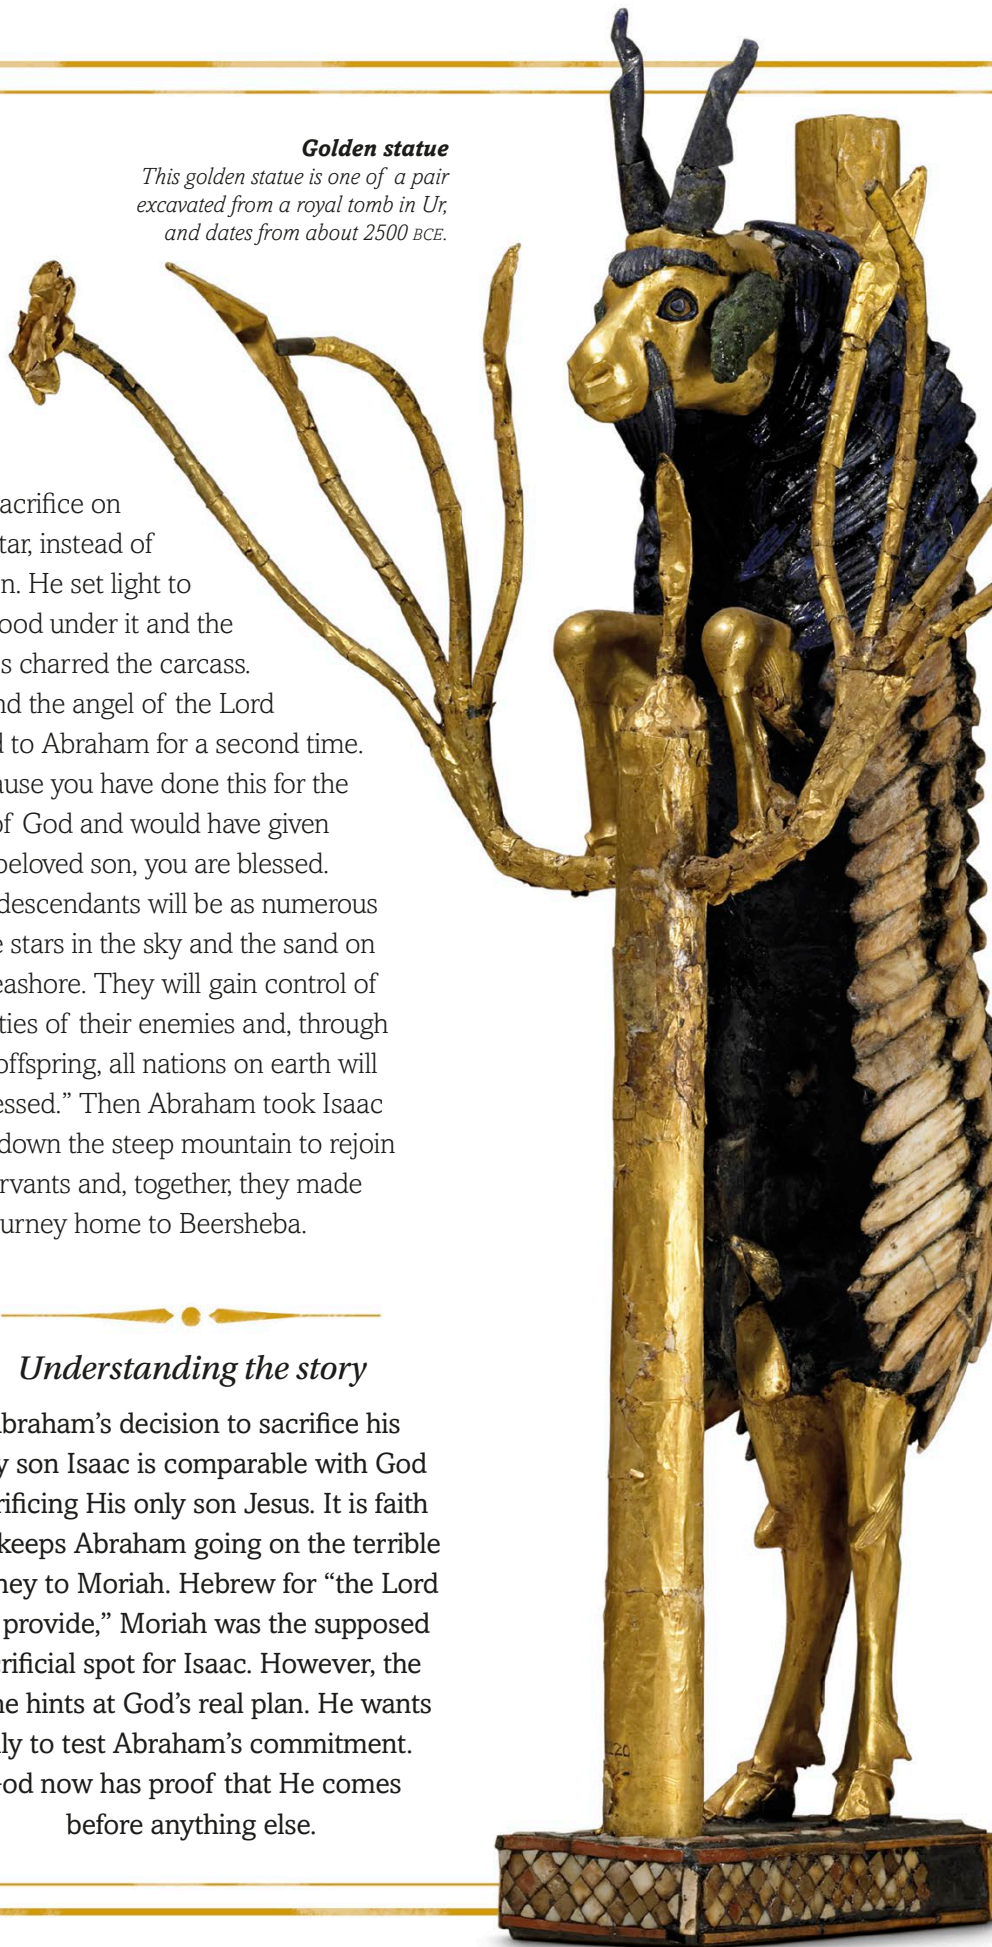 Golden statue
This golden statue is one of a pair
excavated from a royal tomb in Ur,
and dates from about 2500 BCE.
acrifice on
tar, instead of
n. He set light to
ood under it and the
s charred the carcass.
nd the angel of the Lord
d to Abraham for a second time.
ause you have done this for the
of God and would have given
beloved son, you are blessed.
descendants will be as numerous
e stars in the sky and the sand on
eashore. They will gain control of
ties of their enemies and, through
offspring, all nations on earth will
essed.” Then Abraham took Isaac
down the steep mountain to rejoin
rvants and, together, they made
urney home to Beersheba.
Understanding the story
braham’s decision to sacrifice his
y son Isaac is comparable with God
rificing His only son Jesus. It is faith
keeps Abraham going on the terrible
ney to Moriah. Hebrew for “the Lord
provide,” Moriah was the supposed
rificial spot for Isaac. However, the
ne hints at God’s real plan. He wants
ly to test Abraham’s commitment.
od now has proof that He comes
before anything else.